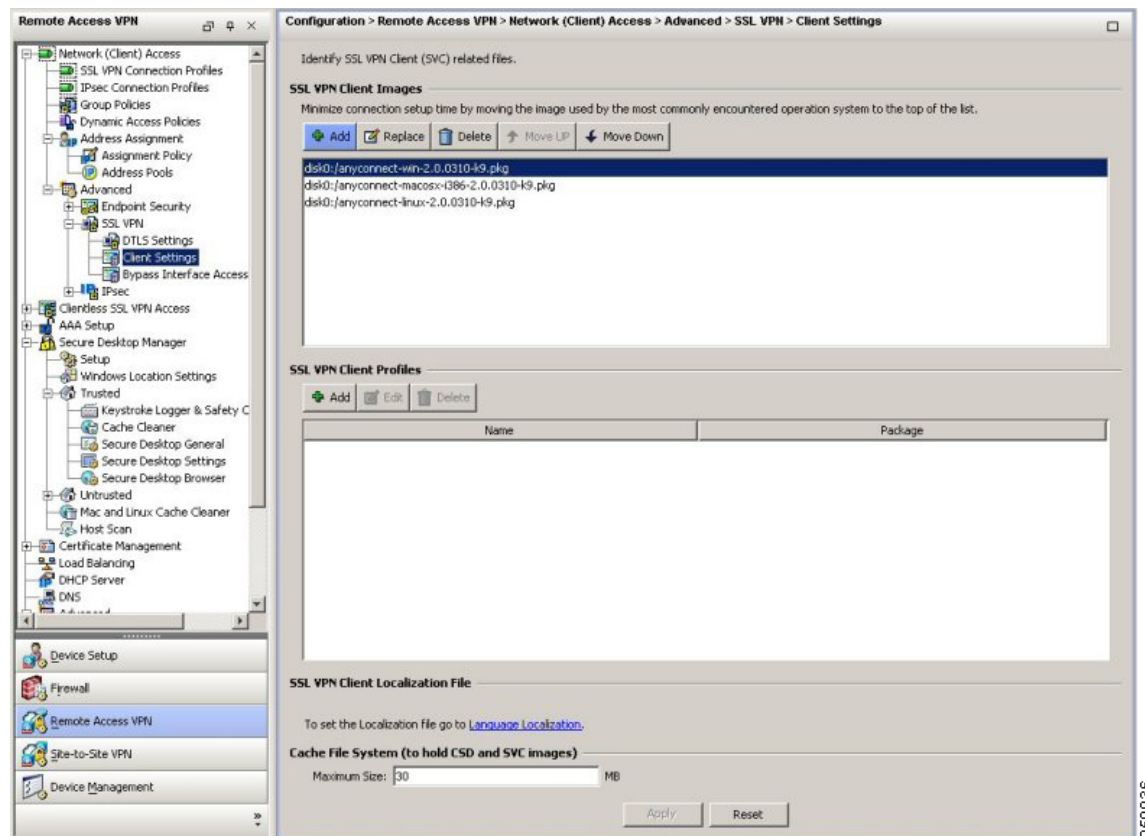 Remote Access VPN
Network (Client) Access
SSL VPN Connection Profiles
IPsec Connection Profiles
Group Policies
Dynamic Access Policies
Address Assignment
Assignment Policy
Address Pools
Advanced
Endpoint Security
SSL VPN
DTLS Settings
Client Settings
Bypass Interface Access
IPsec
Clientless SSL VPN Access
AAA Setup
Secure Desktop Manager
Setup
Windows Location Settings
Trusted
Keystroke Logger & Safety C
Cache Cleaner
Secure Desktop General
Secure Desktop Settings
Secure Desktop Browser
Untrusted
Mac and Linux Cache Cleaner
Host Scan
Certificate Management
Load Balancing
DHCP Server
DNS
Advanced
Device Setup
Firewall
Remote Access VPN
Site-to-Site VPN
Device Management
Configuration > Remote Access VPN > Network (Client) Access > Advanced > SSL VPN > Client Settings
Identify SSL VPN Client (SVC) related files.
SSL VPN Client Images
Minimize connection setup time by moving the image used by the most commonly encountered operation system to the top of the list.
Add Replace Delete Move UP Move Down
disk0:/anyconnect-win-2.0.0310-k9.pkg
disk0:/anyconnect-macosx-i386-2.0.0310-k9.pkg
disk0:/anyconnect-linux-2.0.0310-k9.pkg
SSL VPN Client Profiles
Add Edit Delete
Name Package
SSL VPN Client Localization File
To set the Localization file go to Language Localization.
Cache File System (to hold CSD and SVC images)
Maximum Size: 30 MB
Apply Reset